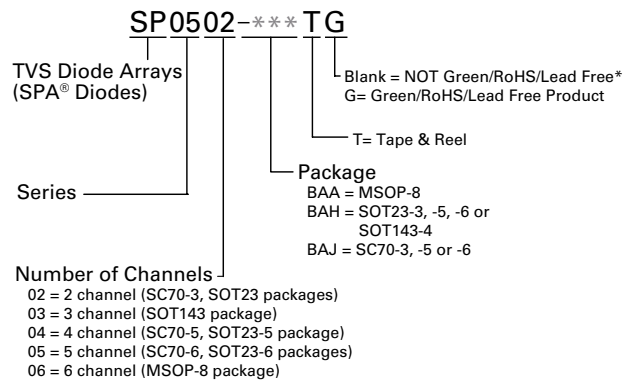 SP0502-***TG
TVS Diode Arrays
(SPA® Diodes)
Blank = NOT Green/RoHS/Lead Free*
G= Green/RoHS/Lead Free Product
T= Tape & Reel
Package
BAA = MSOP-8
BAH = SOT23-3, -5, -6 or
SOT143-4
BAJ = SC70-3, -5 or -6
Series
Number of Channels
02 = 2 channel (SC70-3, SOT23 packages)
03 = 3 channel (SOT143 package)
04 = 4 channel (SC70-5, SOT23-5 package)
05 = 5 channel (SC70-6, SOT23-6 packages)
06 = 6 channel (MSOP-8 package)